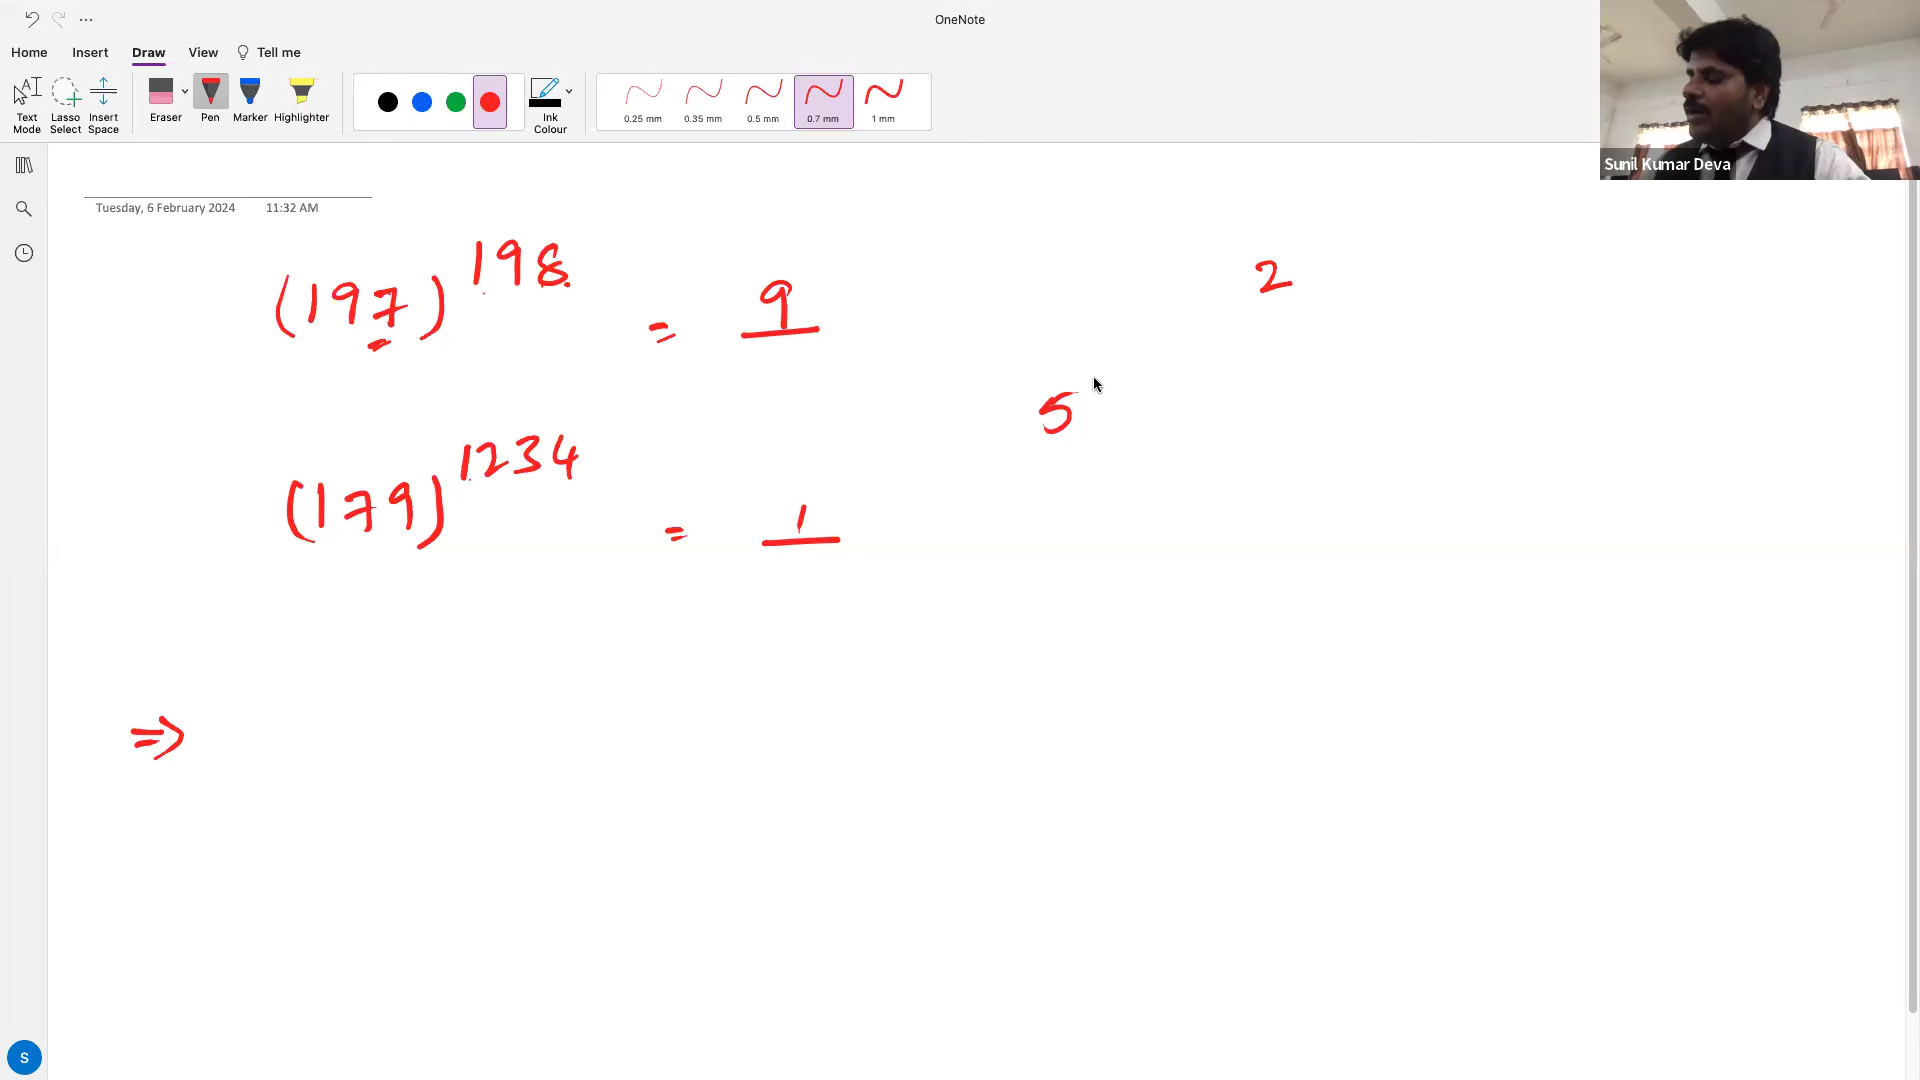 OneNote
Home Insert Draw View Tell me
Text Mode Lasso Select Insert Space Eraser Pen Marker Highlighter Ink Colour 0.25 mm 0.35 mm 0.5 mm 0.7 mm 1 mm
Sunil Kumar Deva
Tuesday, 6 February 2024 11:32 AM
(197)^198 = 9
2
5
(179)^1234 = 1
⇒
S